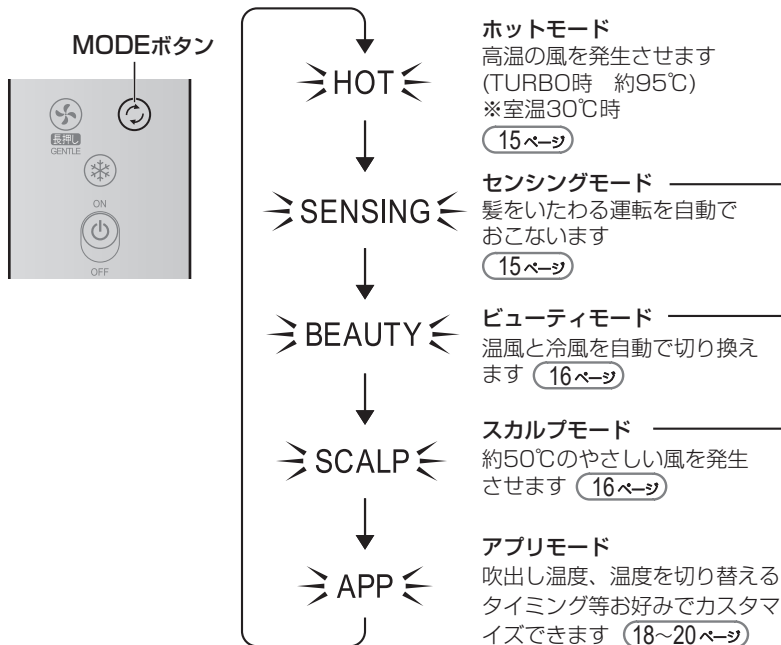 MODEボタン
長押し
GENTLE
ON
OFF
HOT
ホットモード
高温の風を発生させます
(TURBO時　約95℃)
※室温30℃時
15ページ
SENSING
センシングモード
髪をいたわる運転を自動で
おこないます
15ページ
BEAUTY
ビューティモード
温風と冷風を自動で切り換え
ます 16ページ
SCALP
スカルプモード
約50℃のやさしい風を発生
させます 16ページ
APP
アプリモード
吹出し温度、温度を切り替える
タイミング等お好みでカスタマ
イズできます 18～20ページ